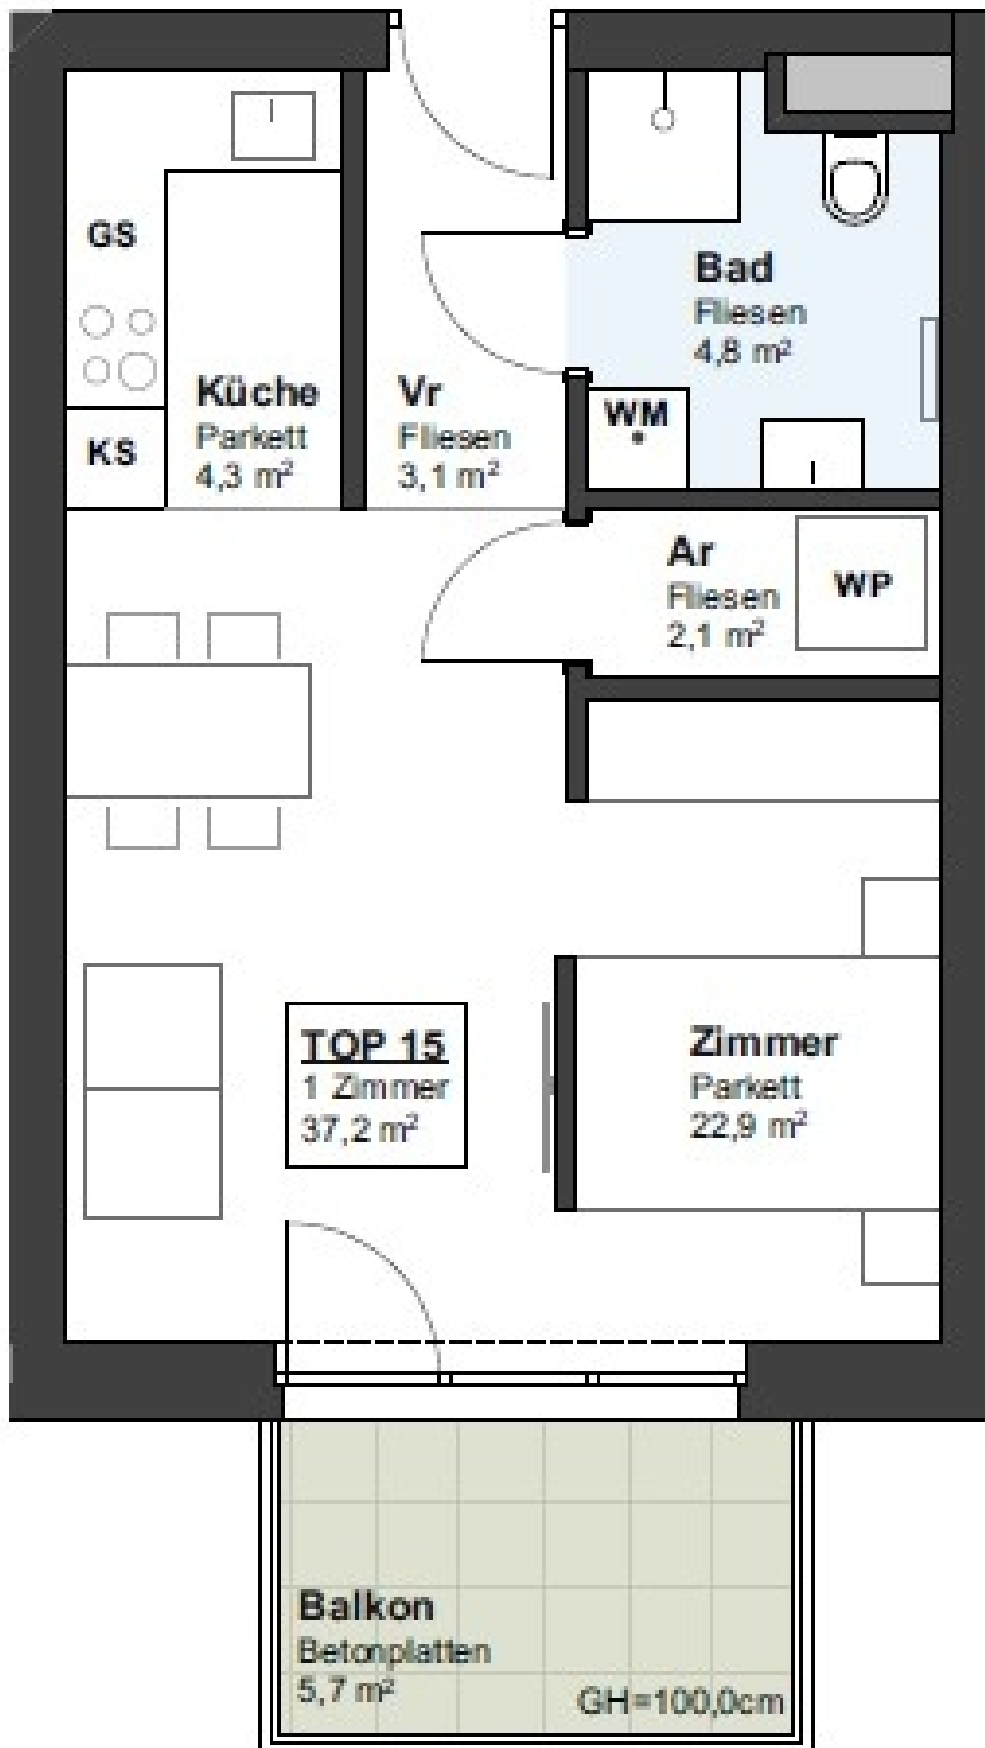 GS
KS
Küche
Parkett
4,3 m²
Vr
Fliesen
3,1 m²
Bad
Fliesen
4,8 m²
WM
Ar
Fliesen
2,1 m²
WP
TOP 15
1 Zimmer
37,2 m²
Zimmer
Parkett
22,9 m²
Balkon
Betonplatten
5,7 m²
GH=100,0cm